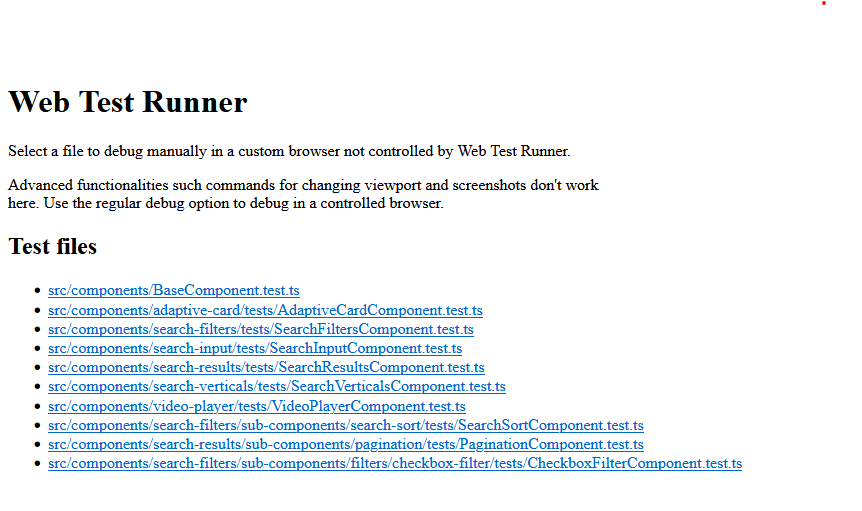 Web Test Runner
Select a file to debug manually in a custom browser not controlled by Web Test Runner.
Advanced functionalities such commands for changing viewport and screenshots don't work
here. Use the regular debug option to debug in a controlled browser.
Test files
src/components/BaseComponent.test.ts
src/components/adaptive-card/tests/AdaptiveCardComponent.test.ts
src/components/search-filters/tests/SearchFiltersComponent.test.ts
src/components/search-input/tests/SearchInputComponent.test.ts
src/components/search-results/tests/SearchResultsComponent.test.ts
src/components/search-verticals/tests/SearchVerticalsComponent.test.ts
src/components/video-player/tests/VideoPlayerComponent.test.ts
src/components/search-filters/sub-components/search-sort/tests/SearchSortComponent.test.ts
src/components/search-results/sub-components/pagination/tests/PaginationComponent.test.ts
src/components/search-filters/sub-components/filters/checkbox-filter/tests/CheckboxFilterComponent.test.ts